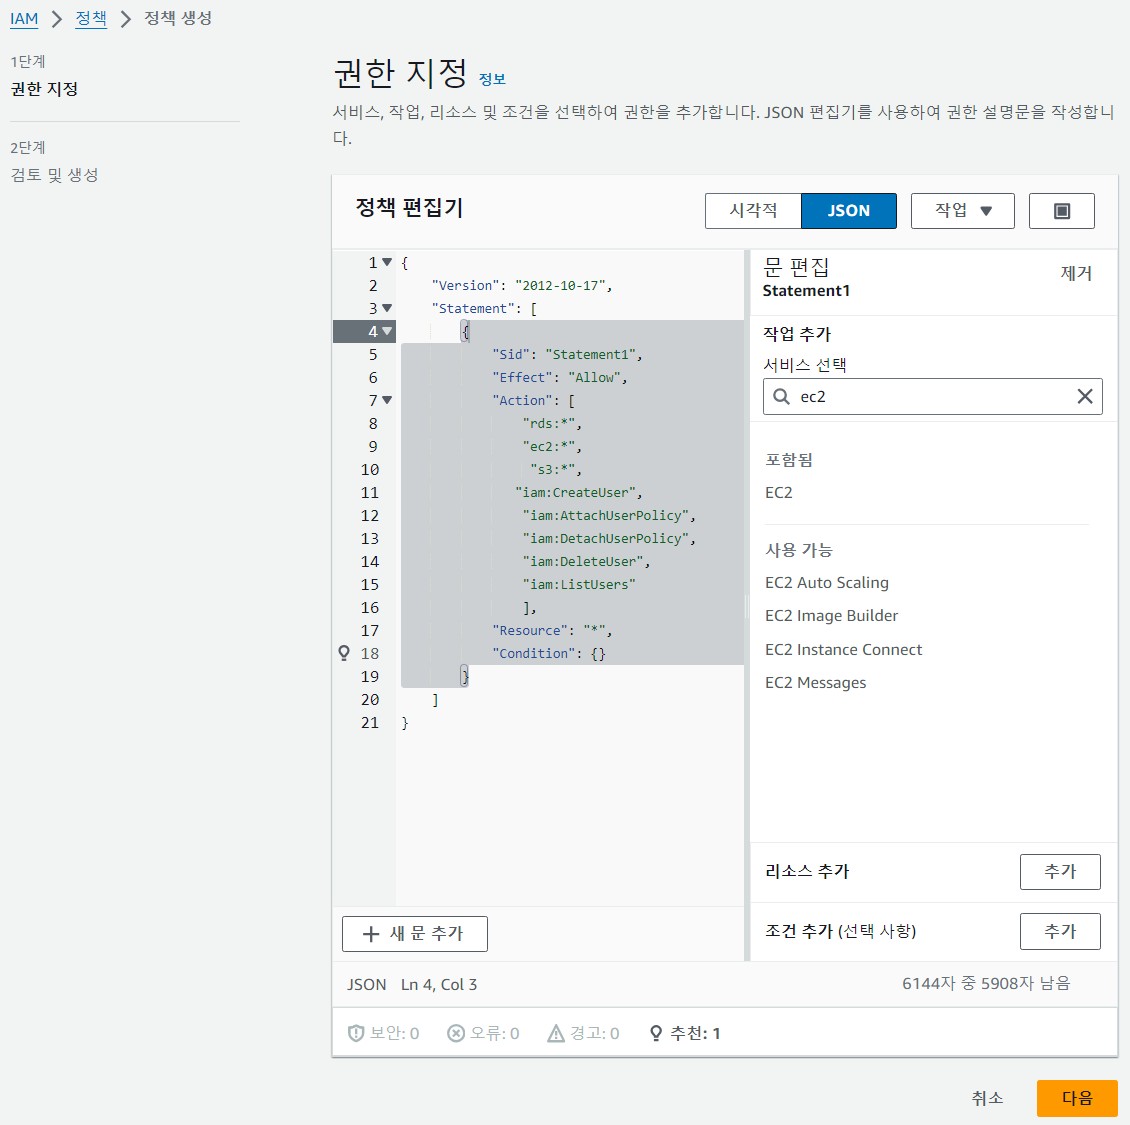 IAM > 정책 > 정책 생성
1단계
권한 지정
2단계
검토 및 생성
권한 지정 정보
서비스, 작업, 리소스 및 조건을 선택하여 권한을 추가합니다. JSON 편집기를 사용하여 권한 설명문을 작성합니
다.
정책 편집기
시각적 JSON 작업
1 {
2 "Version": "2012-10-17",
3 "Statement": [
4 {
5 "Sid": "Statement1",
6 "Effect": "Allow",
7 "Action": [
8 "rds:*",
9 "ec2:*",
10 "s3:*",
11 "iam:CreateUser",
12 "iam:AttachUserPolicy",
13 "iam:DetachUserPolicy",
14 "iam:DeleteUser",
15 "iam:ListUsers"
16 ],
17 "Resource": "*",
18 "Condition": {}
19 }
20 ]
21 }
+ 새 문 추가
문 편집
Statement1
제거
작업 추가
서비스 선택
ec2
포함됨
EC2
사용 가능
EC2 Auto Scaling
EC2 Image Builder
EC2 Instance Connect
EC2 Messages
리소스 추가 추가
조건 추가 (선택 사항) 추가
JSON Ln 4, Col 3 6144자 중 5908자 남음
보안: 0 오류: 0 경고: 0 추천: 1
취소 다음